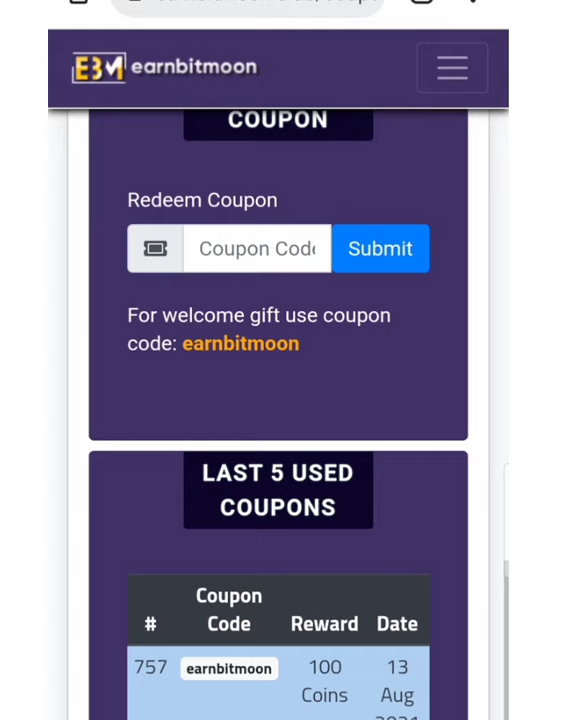 EBM earnbitmoon
COUPON
Redeem Coupon
Coupon Code Submit
For welcome gift use coupon
code: earnbitmoon
LAST 5 USED
COUPONS
# Coupon Code Reward Date
757 earnbitmoon 100 Coins 13 Aug